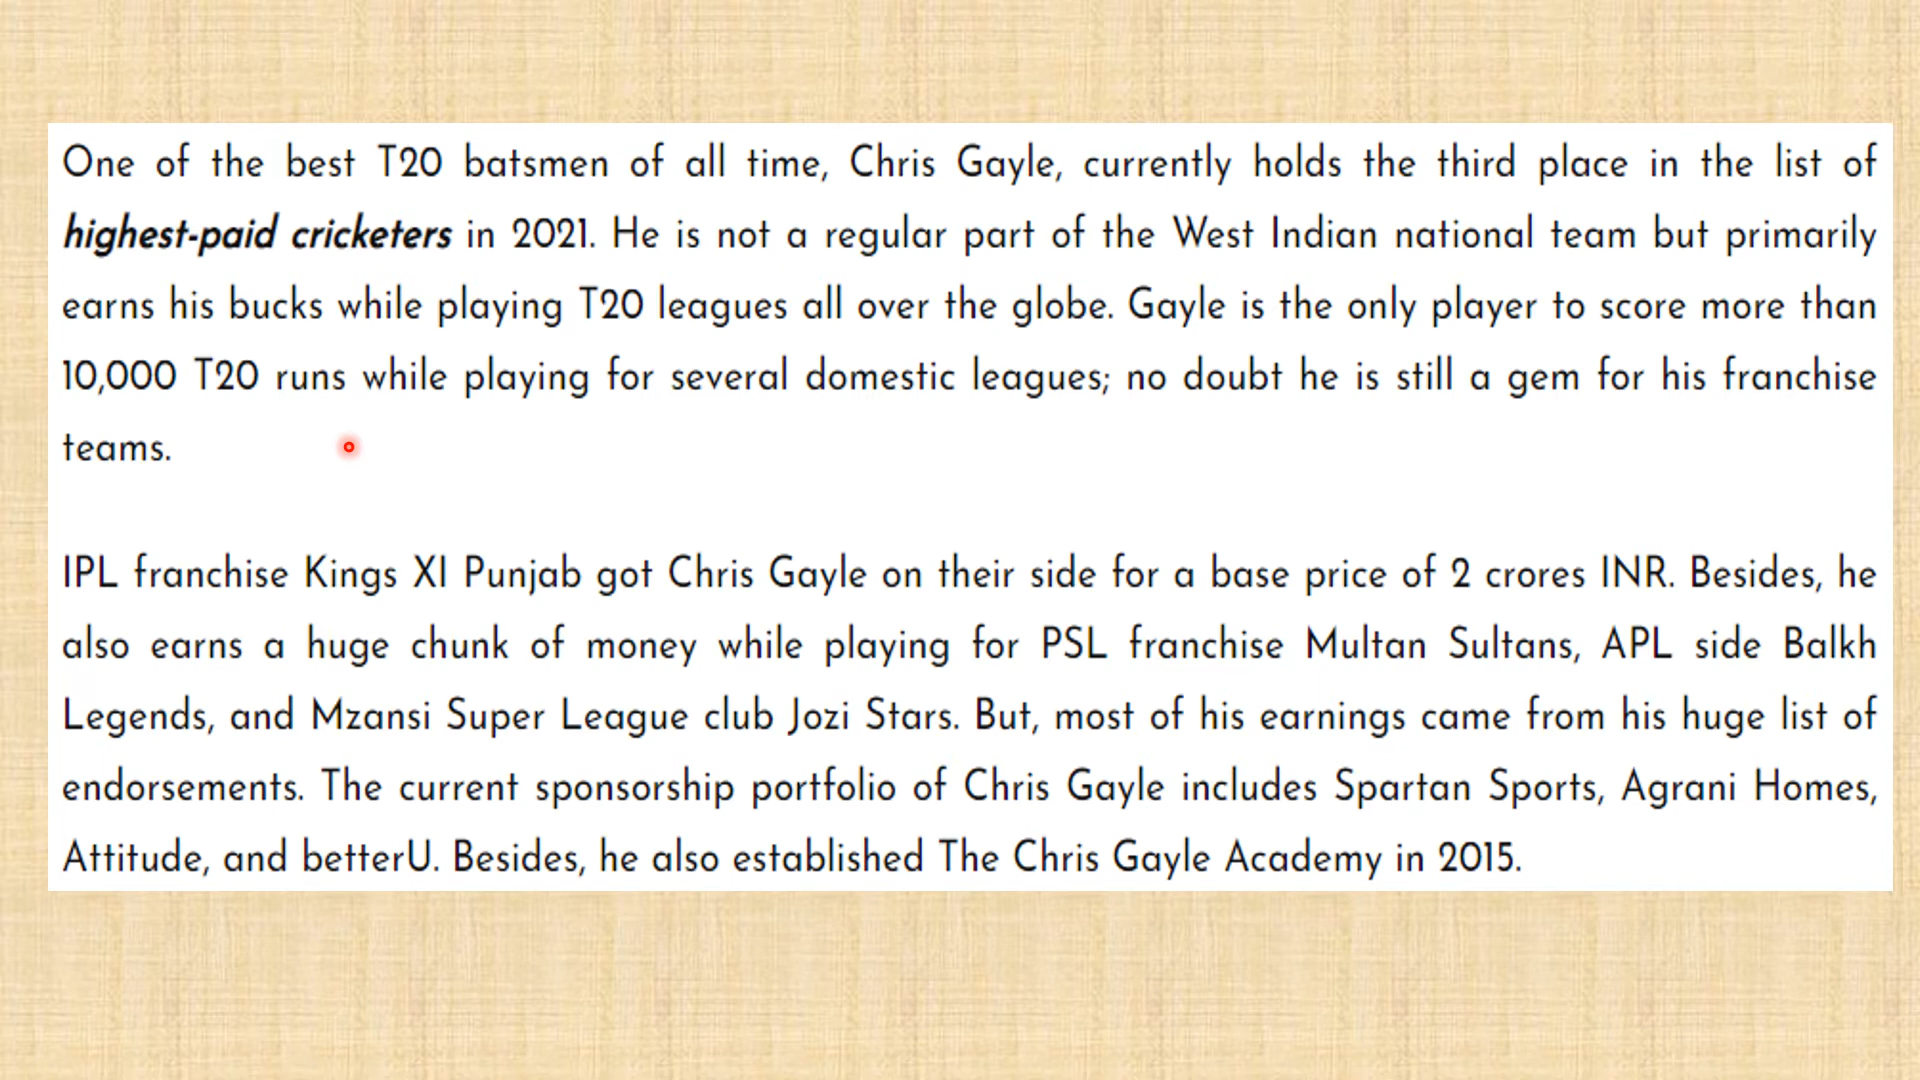 One of the best T20 batsmen of all time, Chris Gayle, currently holds the third place in the list of
highest-paid cricketers in 2021. He is not a regular part of the West Indian national team but primarily
earns his bucks while playing T20 leagues all over the globe. Gayle is the only player to score more than
10,000 T20 runs while playing for several domestic leagues; no doubt he is still a gem for his franchise
teams.
IPL franchise Kings XI Punjab got Chris Gayle on their side for a base price of 2 crores INR. Besides, he
also earns a huge chunk of money while playing for PSL franchise Multan Sultans, APL side Balkh
Legends, and Mzansi Super League club Jozi Stars. But, most of his earnings came from his huge list of
endorsements. The current sponsorship portfolio of Chris Gayle includes Spartan Sports, Agrani Homes,
Attitude, and betterU. Besides, he also established The Chris Gayle Academy in 2015.